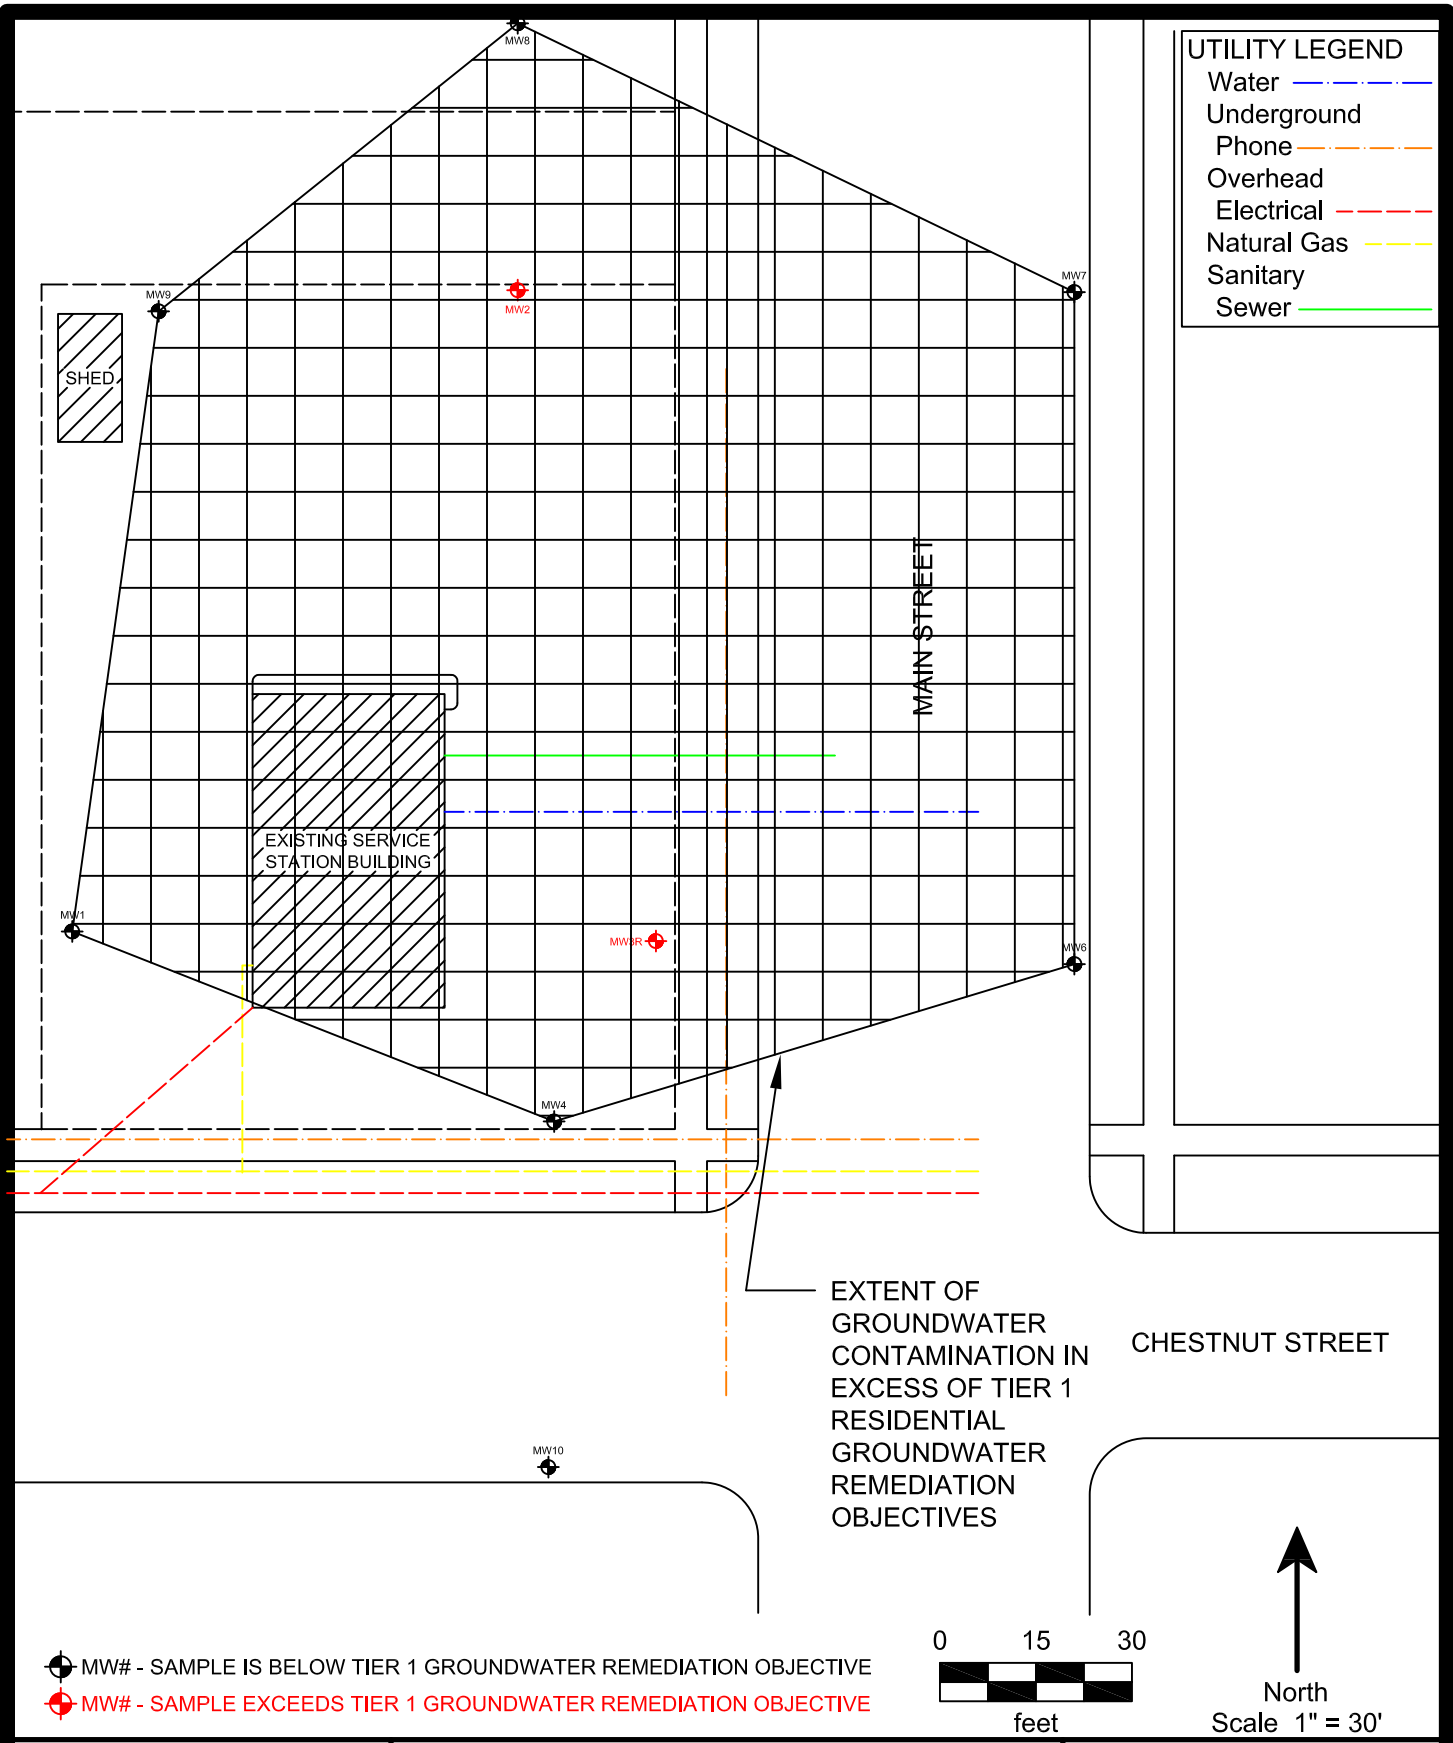 MW8
UTILITY LEGEND
Water
Underground
Phone
Overhead
Electrical
Natural Gas
Sanitary
Sewer
MW7
MW9
MW2
SHED
MAIN STREET
EXISTING SERVICE
STATION BUILDING
MW1
MW3R
MW6
MW4
EXTENT OF
GROUNDWATER
CONTAMINATION IN
EXCESS OF TIER 1
RESIDENTIAL
GROUNDWATER
REMEDIATION
OBJECTIVES
CHESTNUT STREET
MW10
MW# - SAMPLE IS BELOW TIER 1 GROUNDWATER REMEDIATION OBJECTIVE
MW# - SAMPLE EXCEEDS TIER 1 GROUNDWATER REMEDIATION OBJECTIVE
0 15 30
feet
North
Scale 1" = 30'